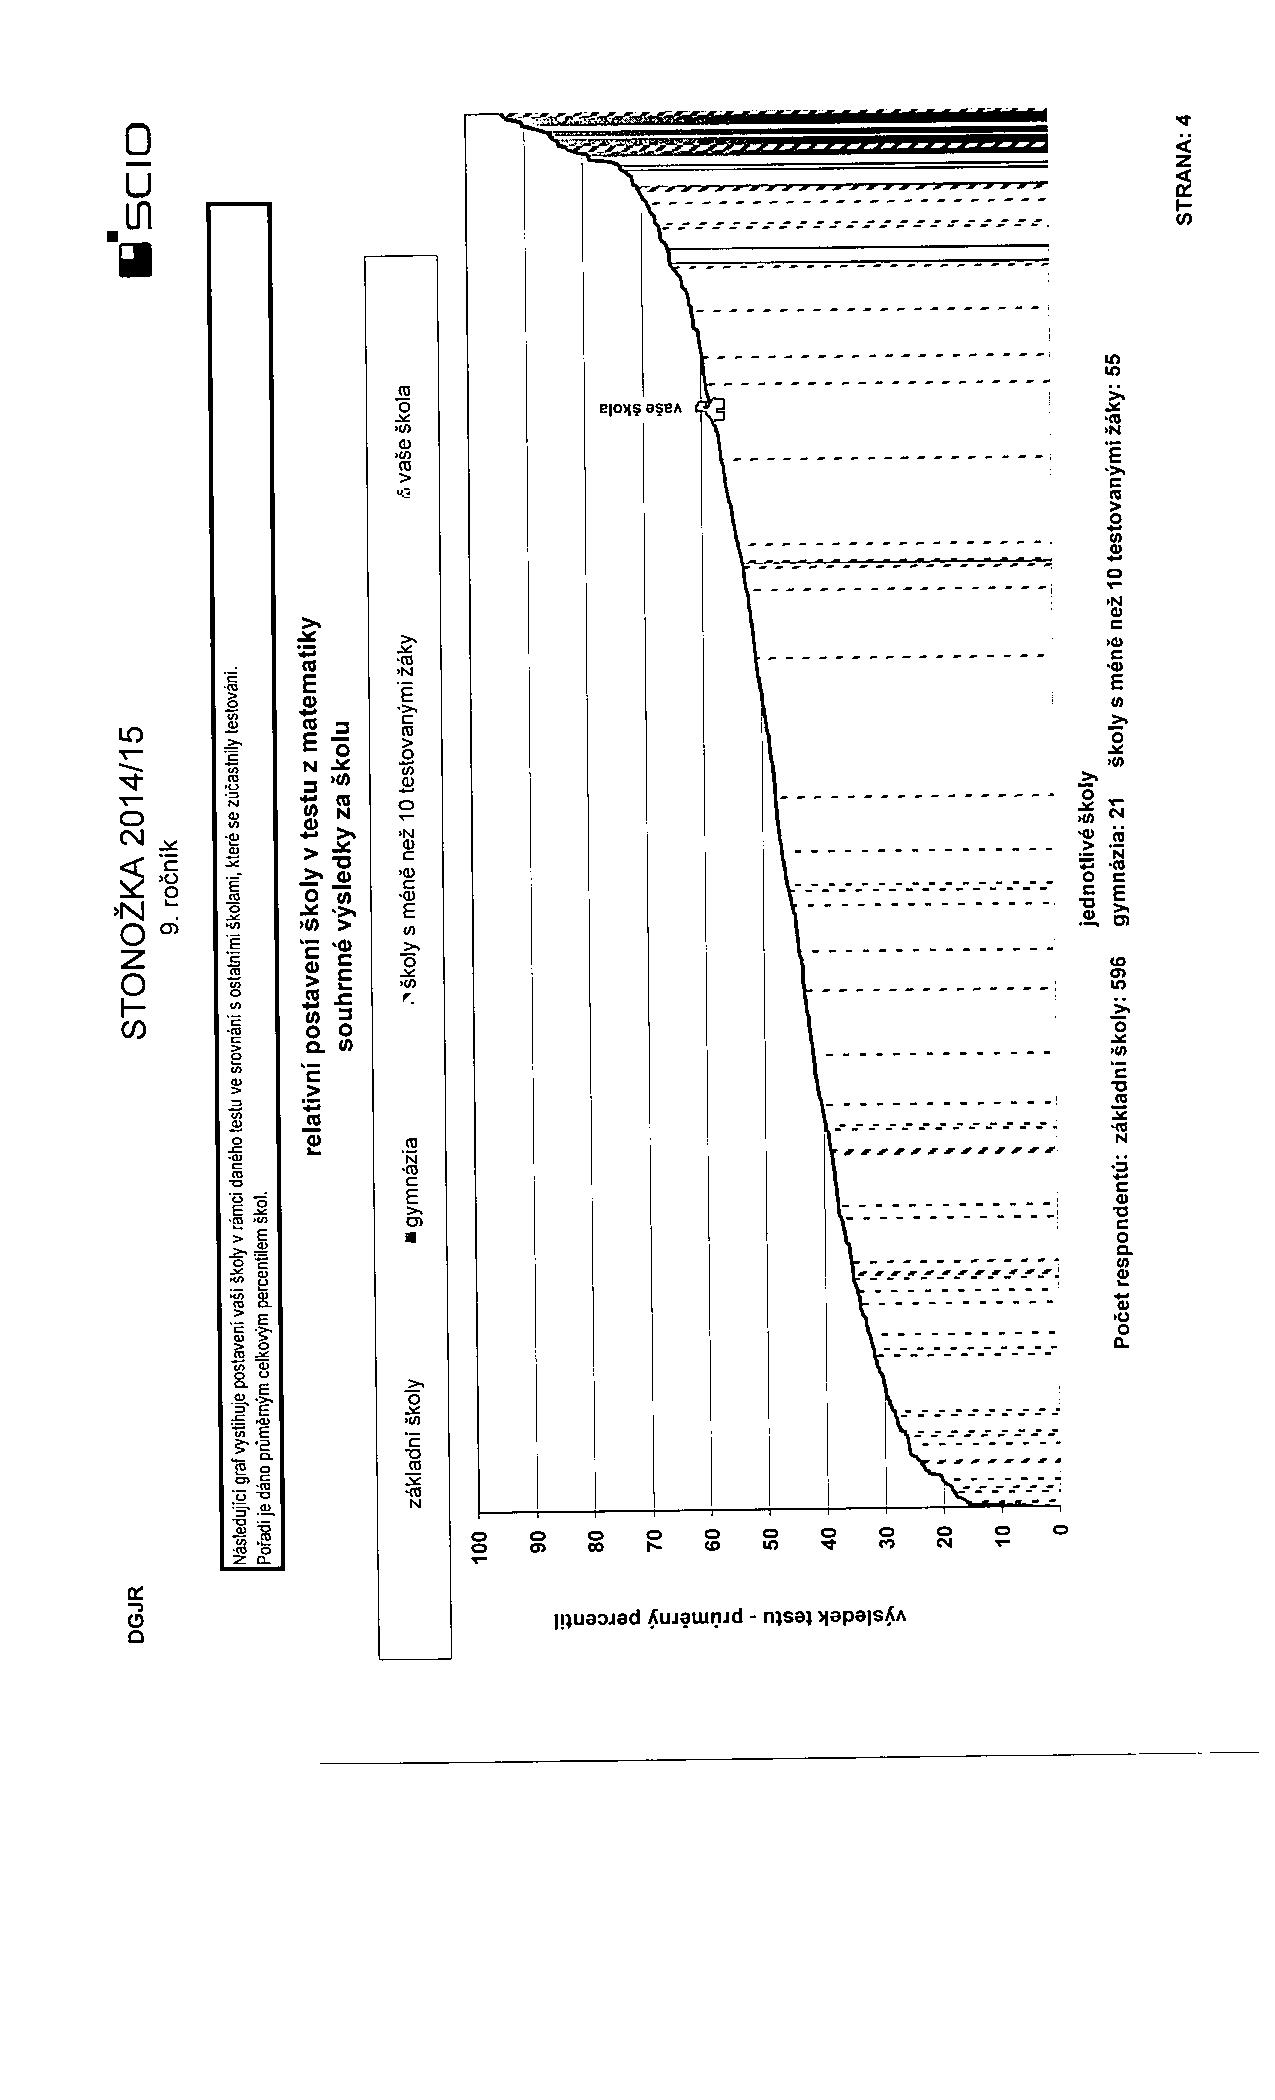 DGJR
STONOŽKA 2014/15
SCIO
9. ročník
Následující graf vystihuje postavení vaší školy v rámci daného testu ve srovnání s ostatními školami, které se zúčastnily testování.
Pořadí je dáno průměrným celkovým percentilem škol.
relativní postavení školy v testu z matematiky
souhrnné výsledky za školu
základní školy
gymnázia
školy s méně než 10 testovanými žáky
vaše škola
výsledek testu - průměrný percentil
100
90
80
70
60
50
40
30
20
10
0
vaše škola
jednotlivé školy
Počet respondentů: základní školy: 596 gymnázia: 21 školy s méně než 10 testovanými žáky: 55
STRANA: 4